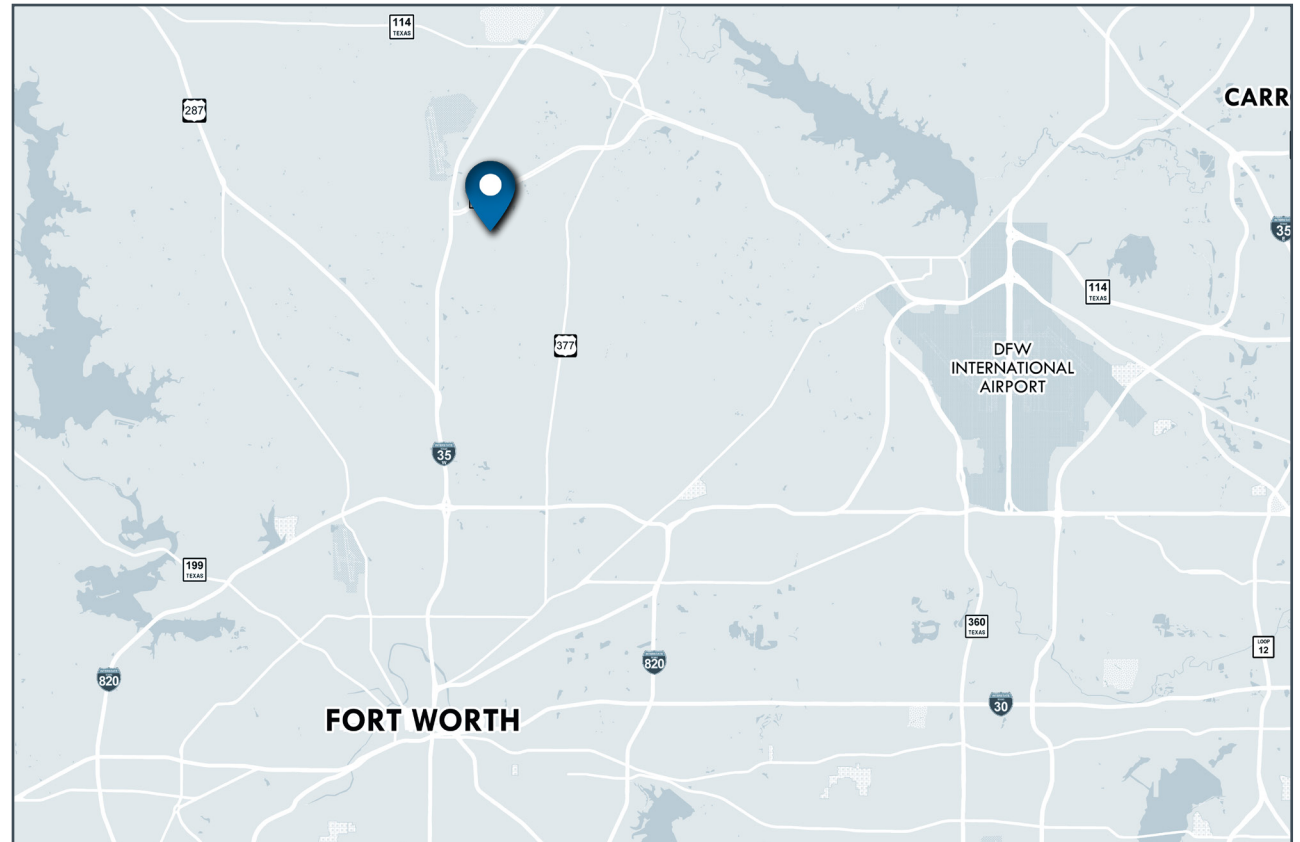 114
TEXAS
287
CARR
35
114
TEXAS
DFW
INTERNATIONAL
AIRPORT
377
35
199
TEXAS
360
TEXAS
LOOP
12
820
820
30
FORT WORTH